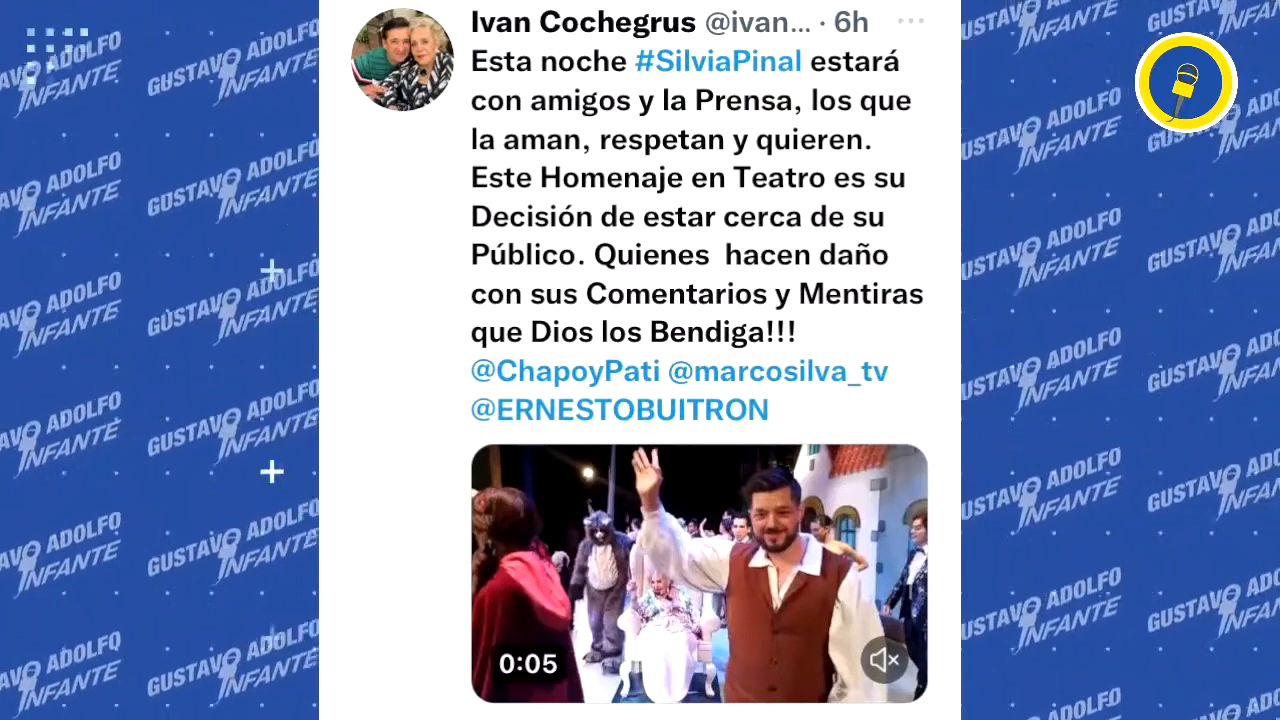 Ivan Cochegrus @ivan... · 6h
Esta noche #SilviaPinal estará
con amigos y la Prensa, los que
la aman, respetan y quieren.
Este Homenaje en Teatro es su
Decisión de estar cerca de su
Público. Quienes  hacen daño
con sus Comentarios y Mentiras
que Dios los Bendiga!!!
@ChapoyPati @marcosilva_tv
@ERNESTOBUITRON
0:05
GUSTAVO ADOLFO
INFANTE